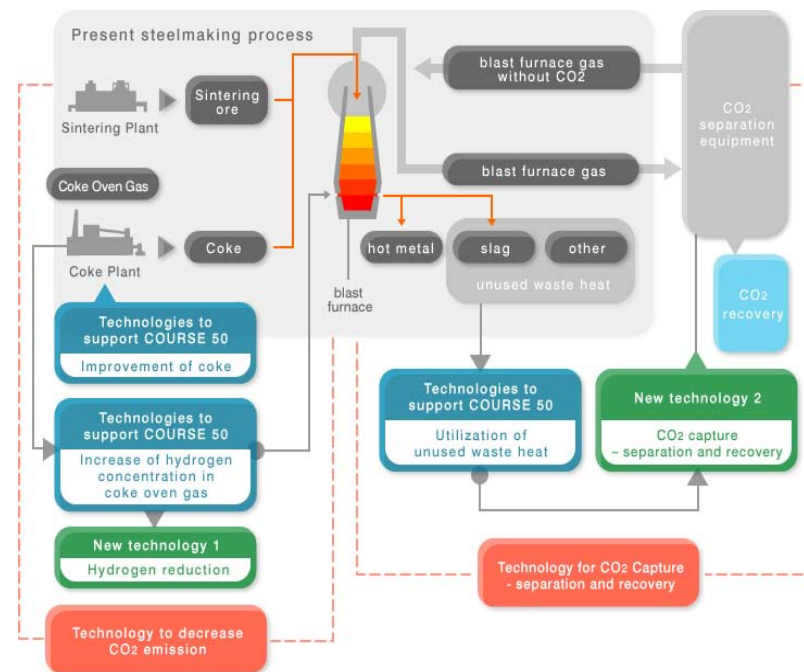 Present steelmaking process
blast furnace gas
without CO2
CO2
separation
equipment
Sintering
ore
Sintering Plant
blast furnace gas
Coke Oven Gas
Coke
Coke Plant
hot metal
slag
other
unused waste heat
blast
furnace
CO2
recovery
Technologies to
support COURSE 50
Improvement of coke
Technologies to
support COURSE 50
Utilization of
unused waste heat
New technology 2
CO2 capture
– separation and recovery
Technologies to
support COURSE 50
Increase of hydrogen
concentration in
coke oven gas
New technology 1
Hydrogen reduction
Technology for CO2 Capture
- separation and recovery
Technology to decrease
CO2 emission